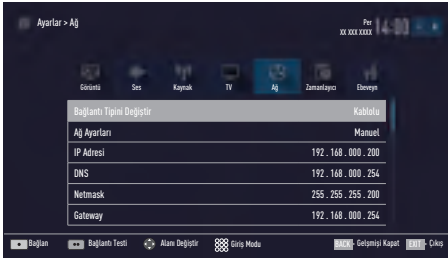 Ayarlar > Ağ
Per
xx xxx xxxx
14:00
Görüntü Ses Kaynak TV Ağ Zamanlayıcı Ebeveyn
Bağlantı Tipini Değiştir Kablolu
Ağ Ayarları Manuel
IP Adresi 192 . 168 . 000 . 200
DNS 192 . 168 . 000 . 254
Netmask 255 . 255 . 255 . 200
Gateway 192 . 168 . 000 . 254
Bağlan Bağlantı Testi Alanı Değiştir Giriş Modu BACK - Gelşmişi Kapat EXIT - Çıkış